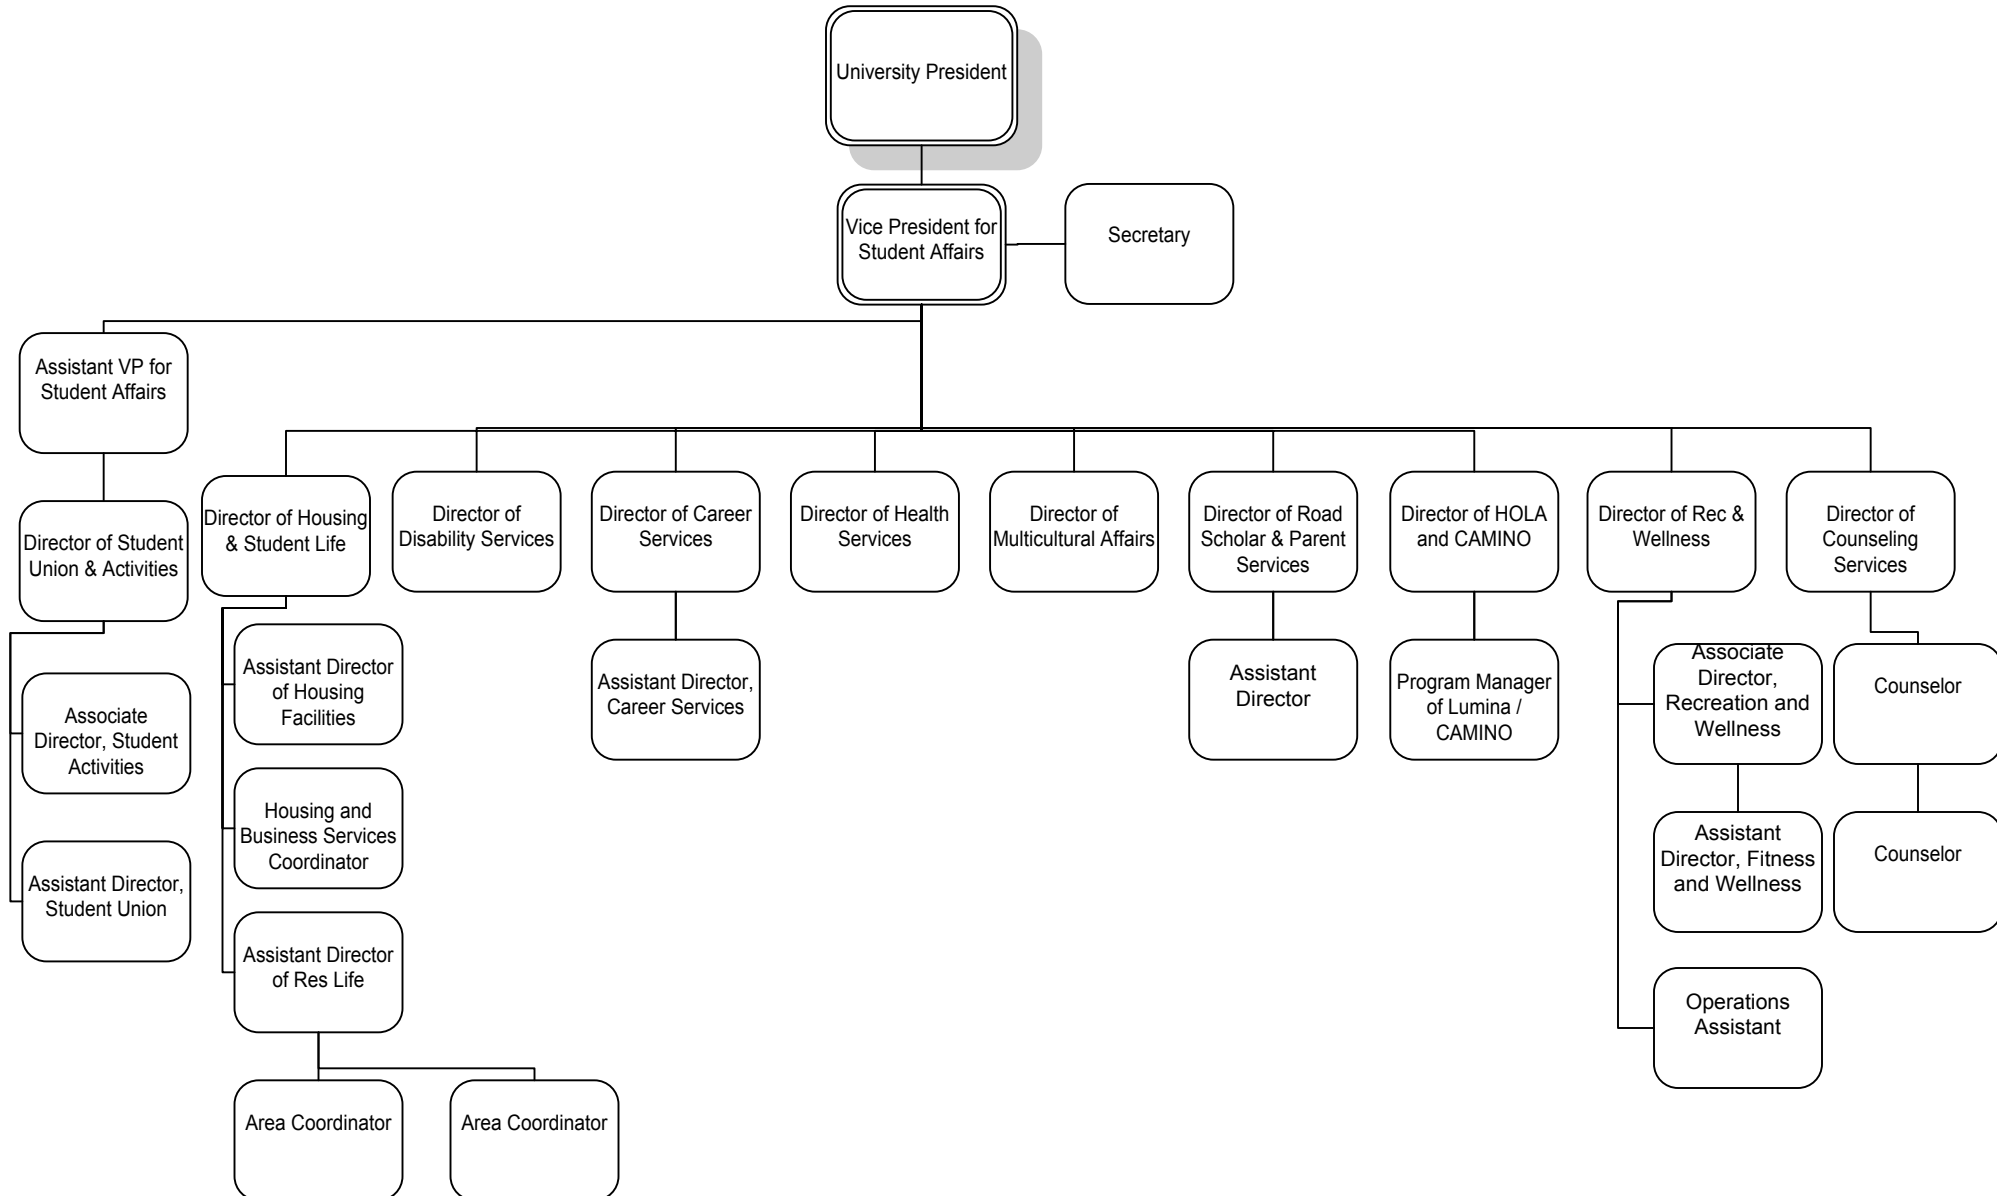 University President
Vice President for
Student Affairs
Secretary
Assistant VP for
Student Affairs
Director of Student
Union & Activities
Director of Housing
& Student Life
Director of
Disability Services
Director of Career
Services
Director of Health
Services
Director of
Multicultural Affairs
Director of Road
Scholar & Parent
Services
Director of HOLA
and CAMINO
Director of Rec &
Wellness
Director of
Counseling
Services
Associate
Director, Student
Activities
Assistant Director,
Student Union
Assistant Director
of Housing
Facilities
Housing and
Business Services
Coordinator
Assistant Director
of Res Life
Area Coordinator
Area Coordinator
Assistant Director,
Career Services
Assistant
Director
Program Manager
of Lumina /
CAMINO
Associate
Director,
Recreation and
Wellness
Assistant
Director, Fitness
and Wellness
Operations
Assistant
Counselor
Counselor